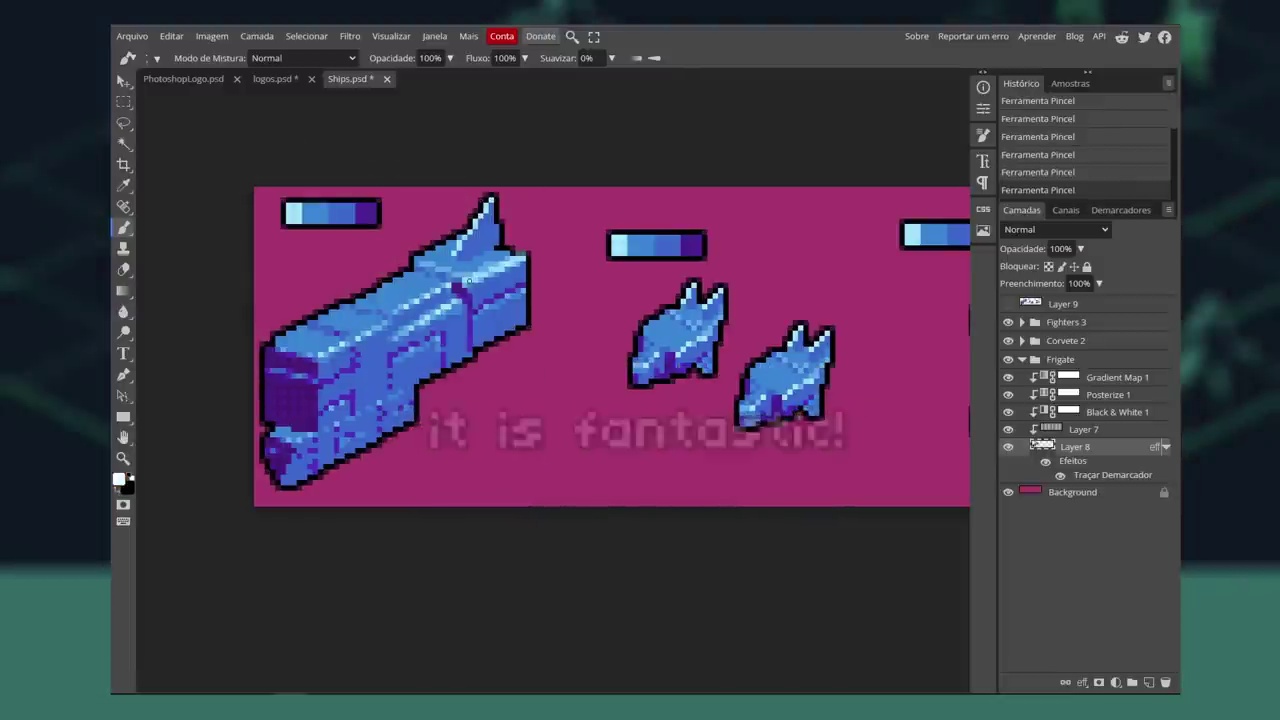 Arquivo Editar Imagem Camada Selecionar Filtro Visualizar Janela Mais Conta Donate Sobre Reportar um erro Aprender Blog API
Modo de Mistura: Normal Opacidade: 100% Fluxo: 100% Suavizar: 0%
PhotoshopLogo.psd logos.psd * Ships.psd *
Histórico Amostras
Ferramenta Pincel
Ferramenta Pincel
Ferramenta Pincel
Ferramenta Pincel
Ferramenta Pincel
Ferramenta Pincel
CSS
Camadas Canais Demarcadores
Normal
Opacidade: 100%
Bloquear:
Preenchimento: 100%
Layer 9
Fighters 3
Corvete 2
Frigate
Gradient Map 1
Posterize 1
Black & White 1
Layer 7
Layer 8 eff
Efeitos
Traçar Demarcador
Background
it is fantastic!
eff